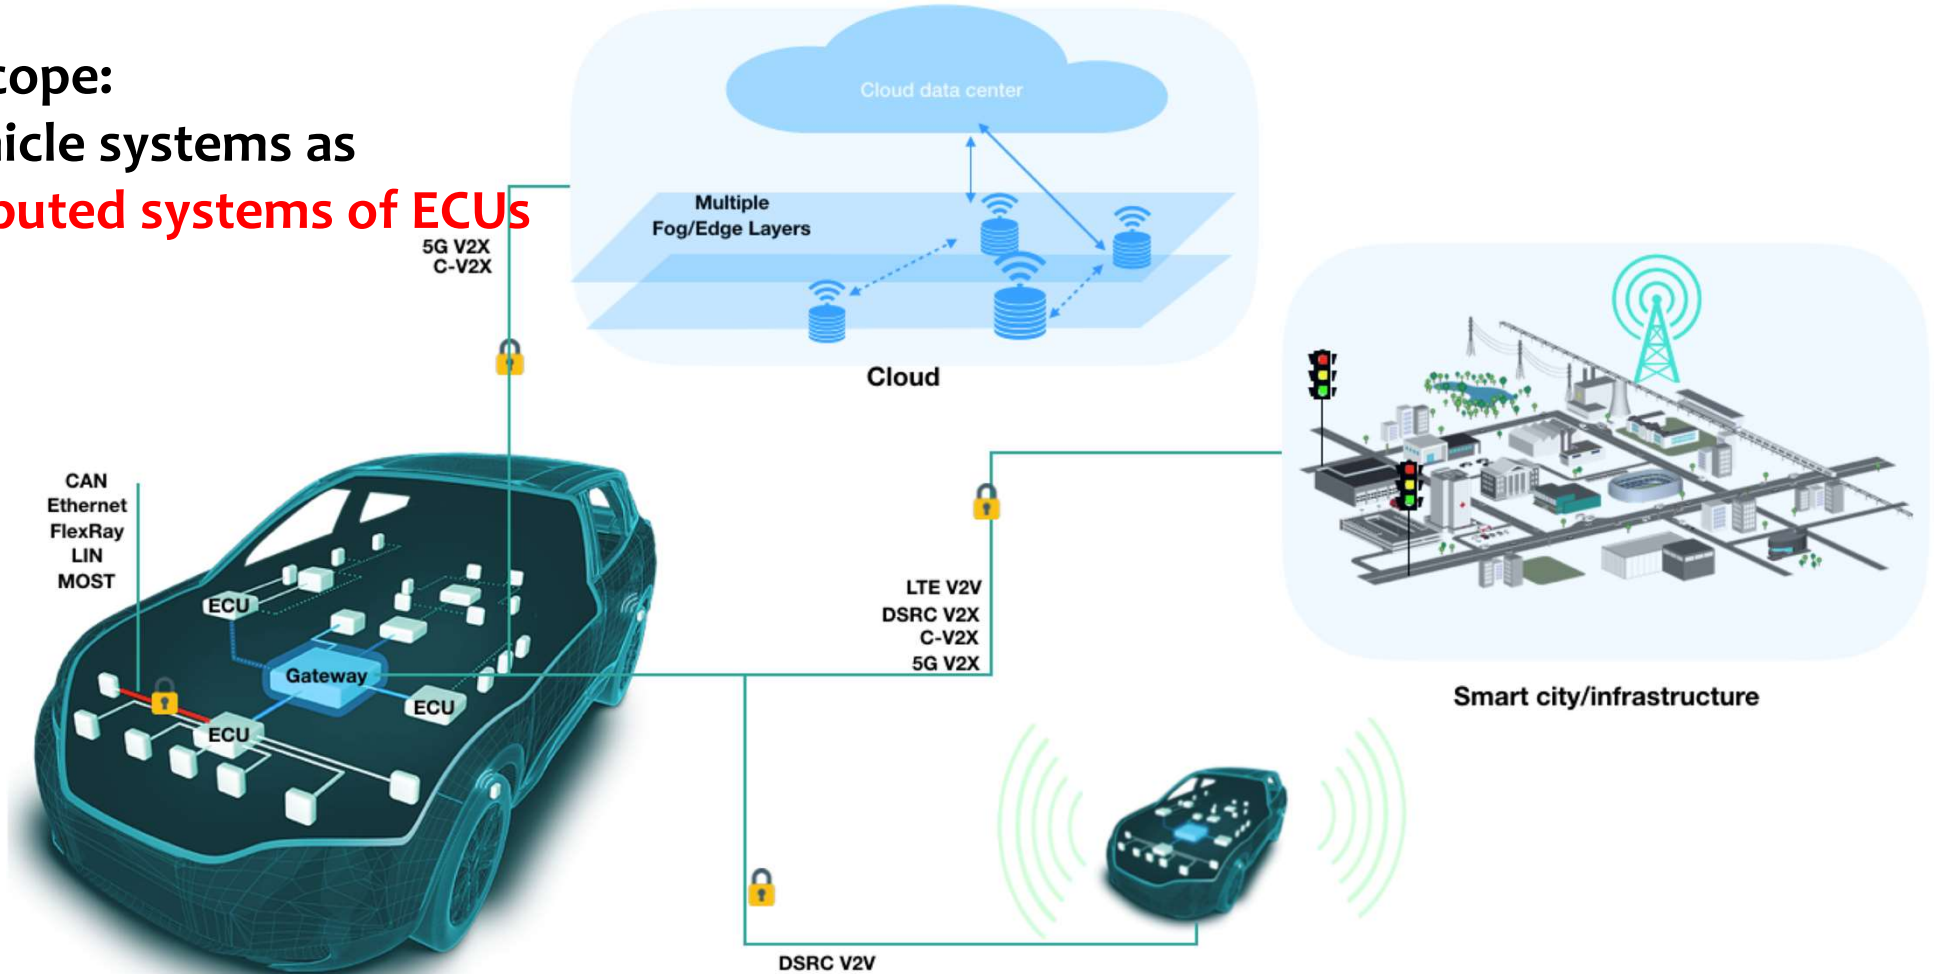 cope:
icle systems as
buted systems of ECUs
Cloud data center
Multiple
Fog/Edge Layers
5G V2X
C-V2X
Cloud
CAN
Ethernet
FlexRay
LIN
MOST
ECU
Gateway
ECU
ECU
LTE V2V
DSRC V2X
C-V2X
5G V2X
Smart city/infrastructure
DSRC V2V